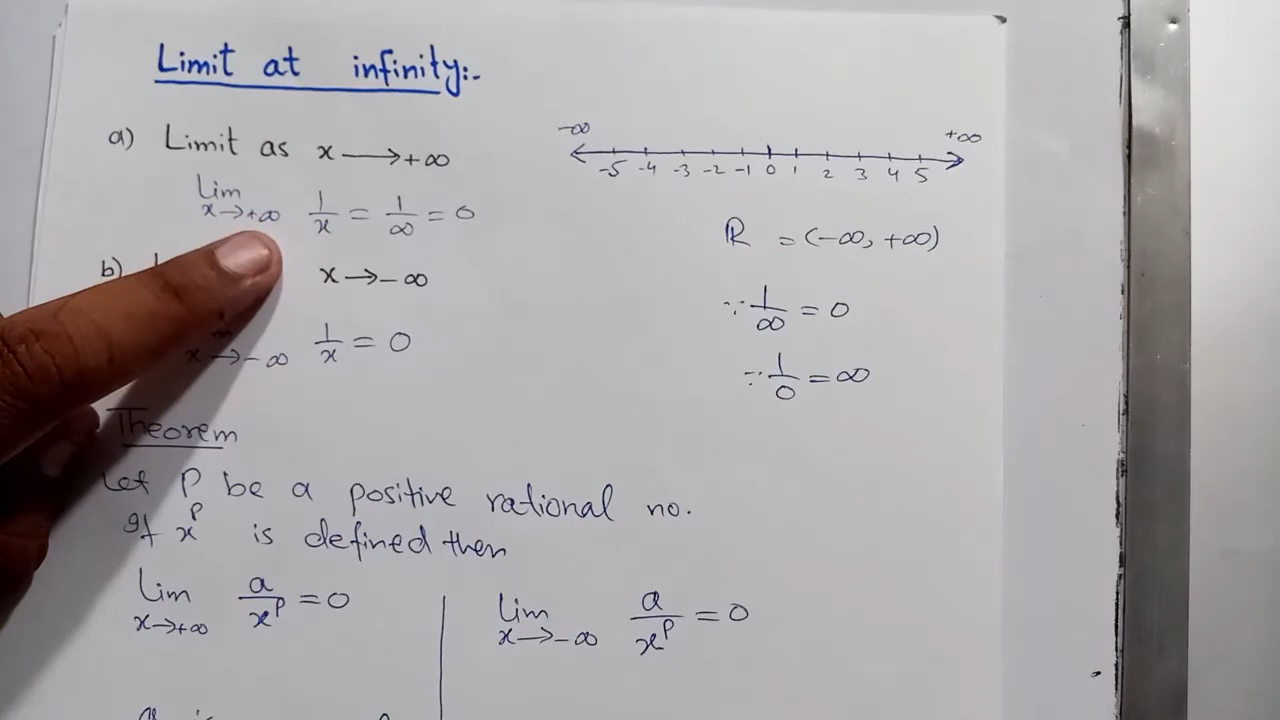 Limit at infinity:-
a) Limit as x ⟶ +∞
-∞ +∞
-5 -4 -3 -2 -1 0 1 2 3 4 5
Lim x→+∞ 1/x = 1/∞ = 0
R = (-∞, +∞)
b) x → -∞
∵ 1/∞ = 0
x → -∞ 1/x = 0
∵ 1/0 = ∞
Theorem
Let P be a positive rational no.
If x^P is defined then
Lim x→+∞ a/x^P = 0
Lim x→-∞ a/x^P = 0